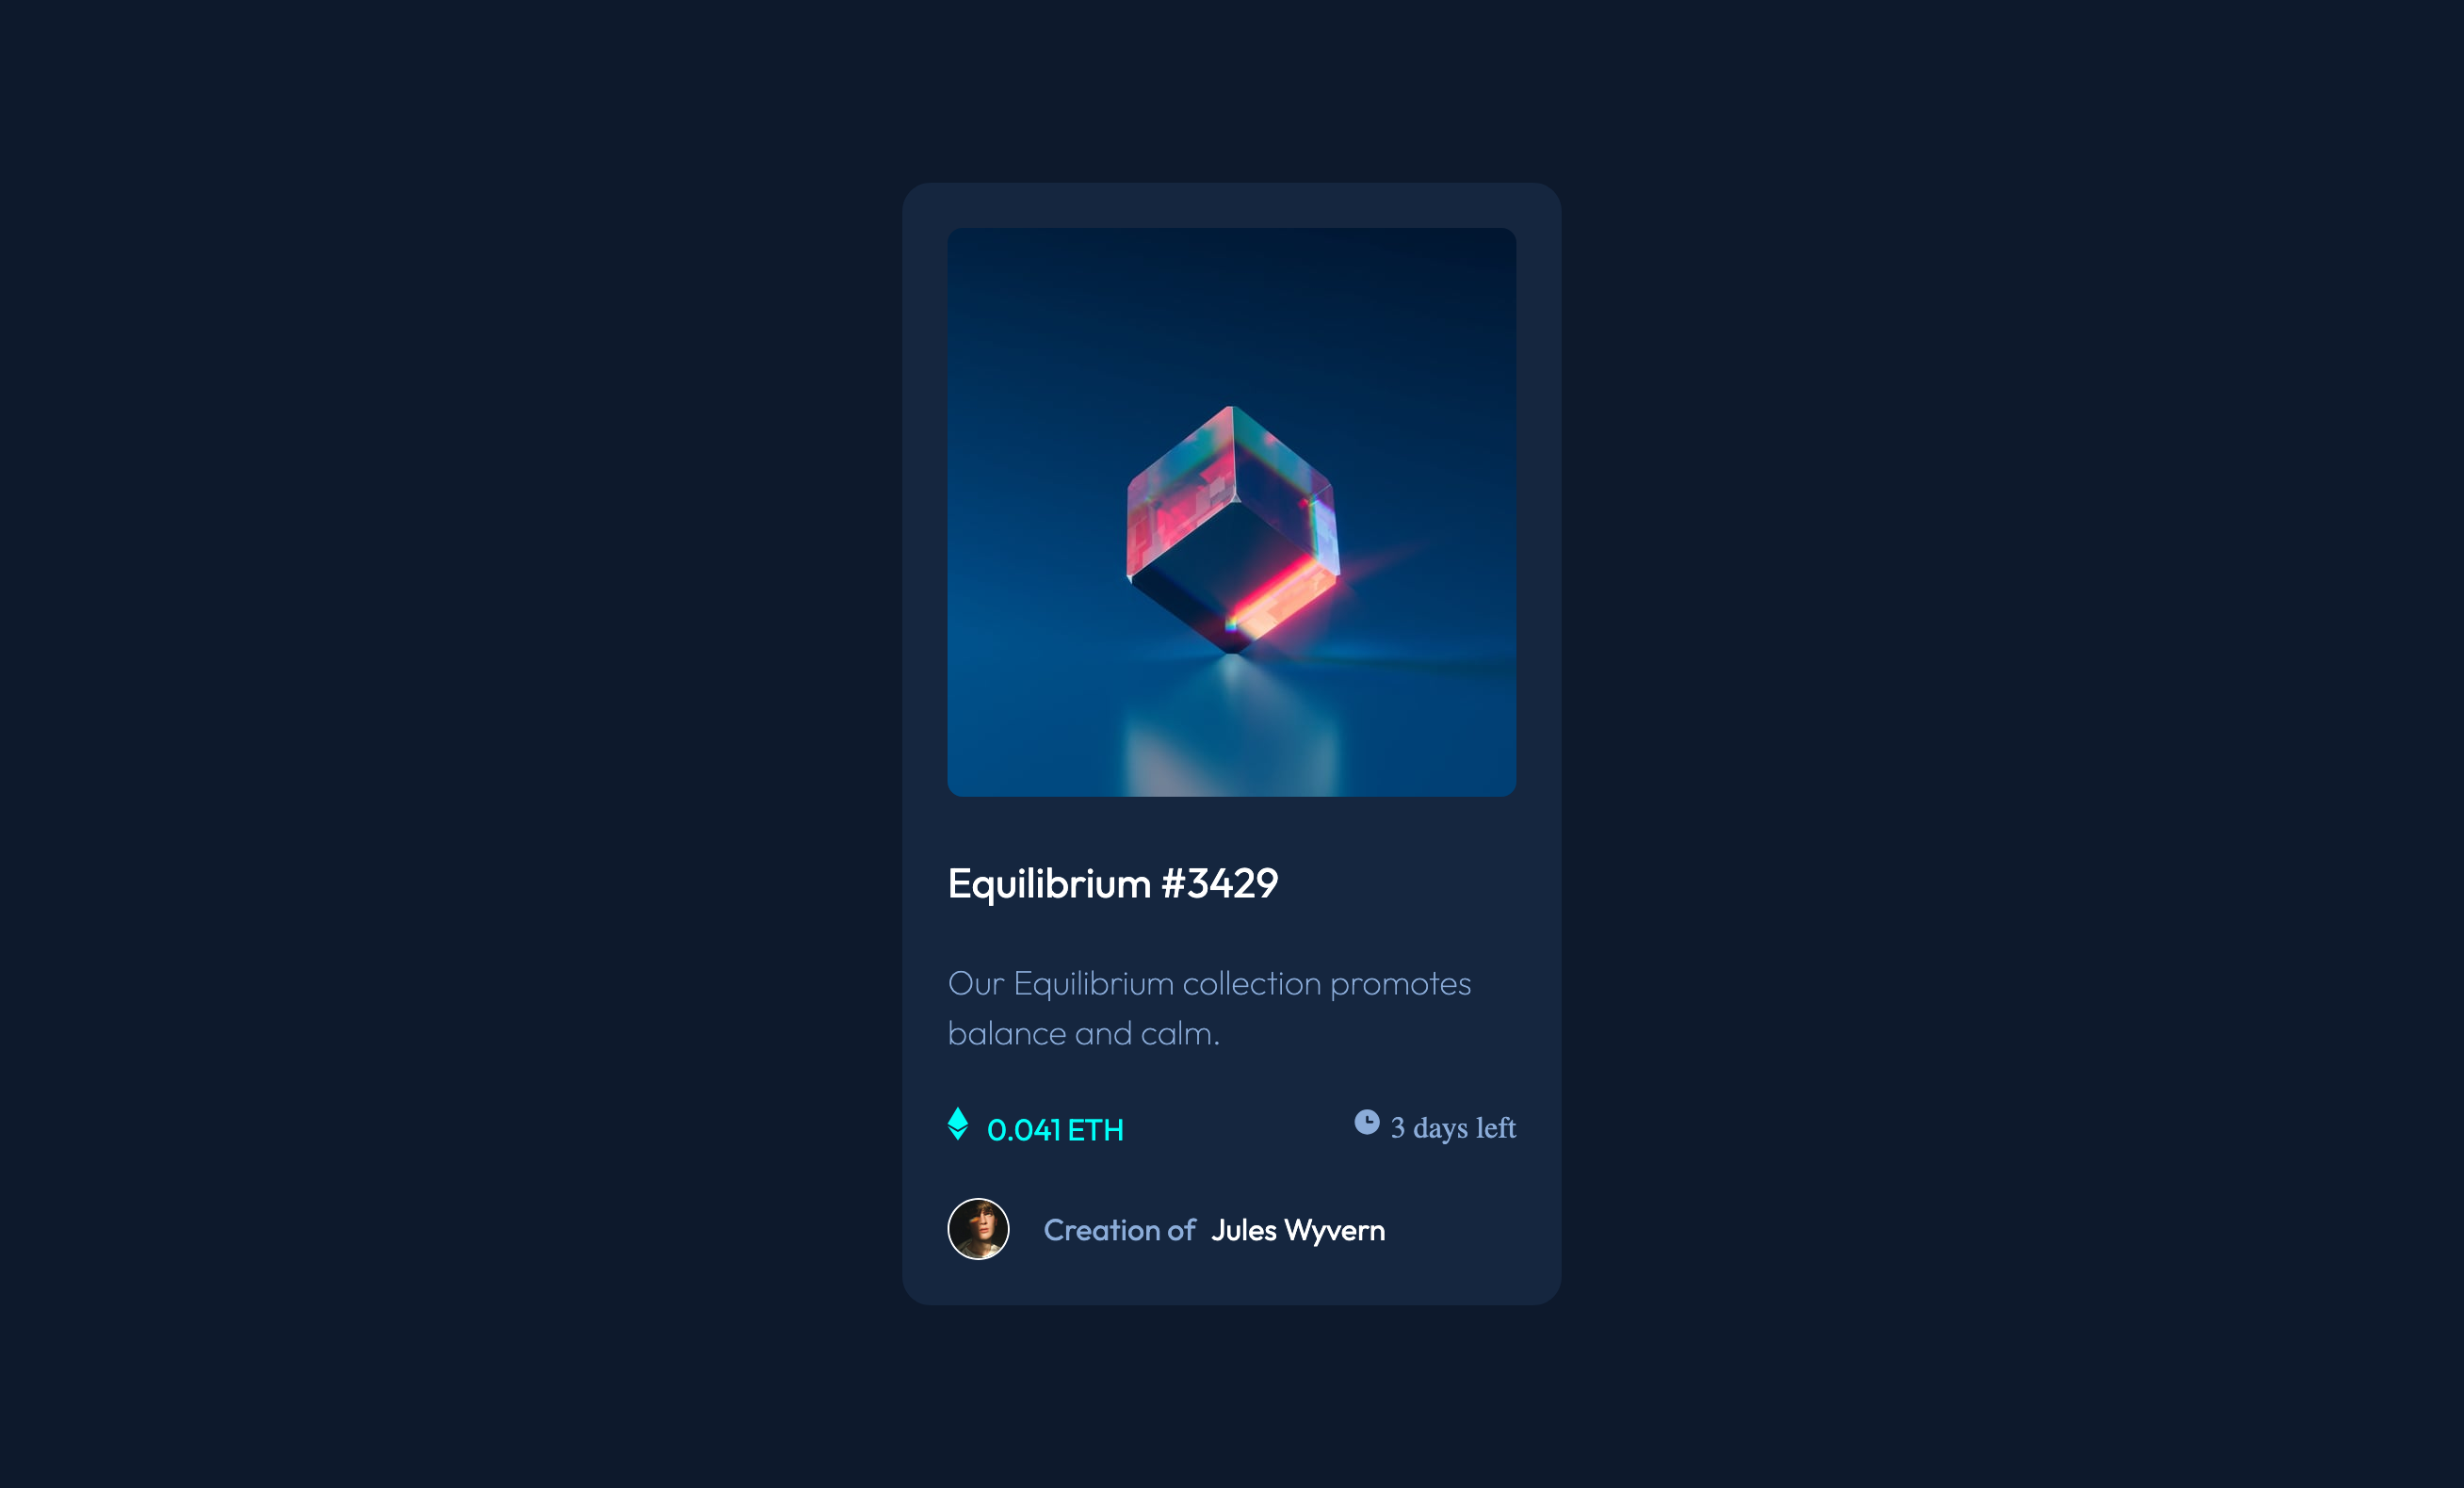 Equilibrium #3429
Our Equilibrium collection promotes
balance and calm.
0.041 ETH
3 days left
Creation of Jules Wyvern